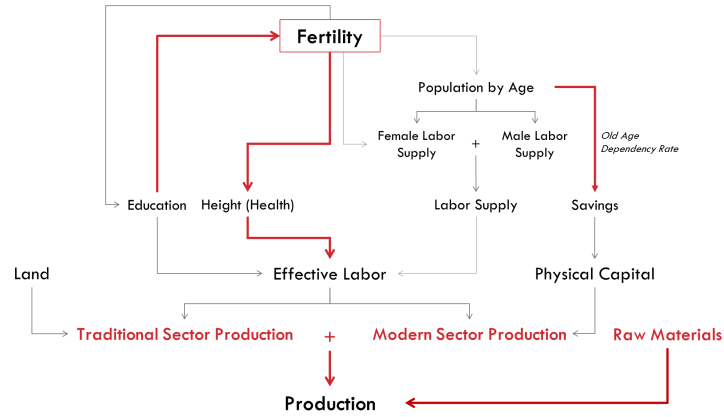 Fertility
Population by Age
Female Labor
Supply
+
Male Labor
Supply
Old Age
Dependency Rate
Education
Height (Health)
Labor Supply
Savings
Land
Effective Labor
Physical Capital
Traditional Sector Production
+
Modern Sector Production
Raw Materials
Production